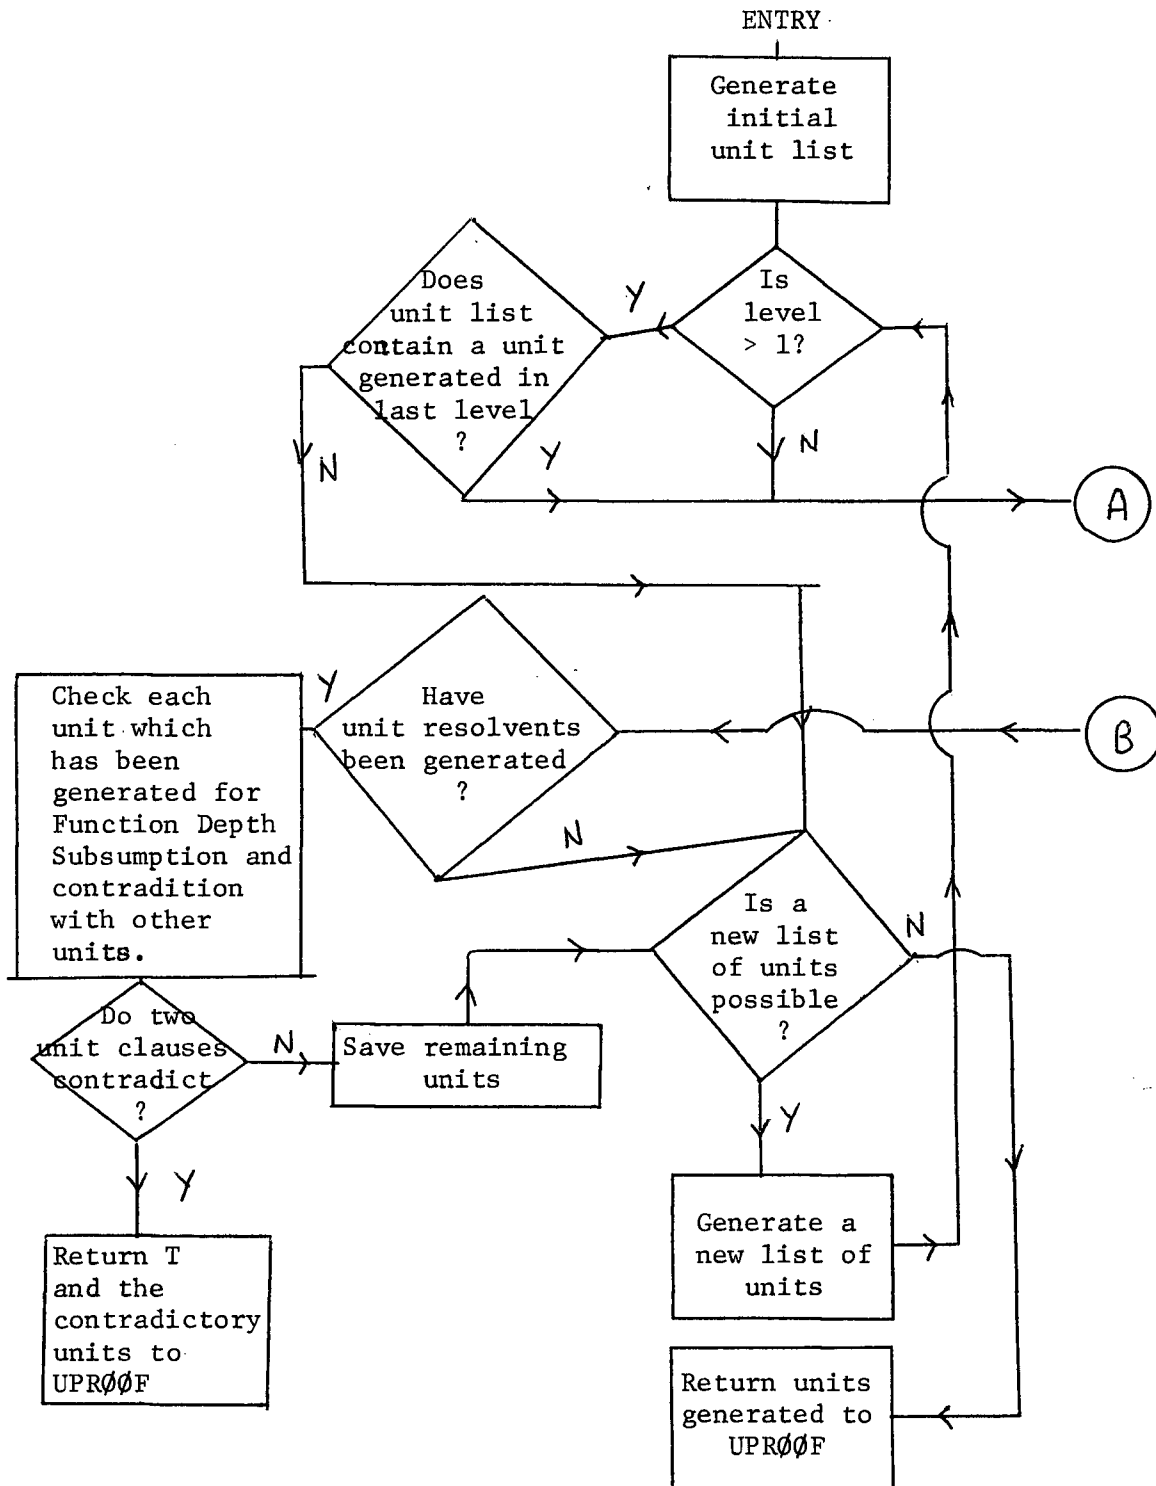 ENTRY
Generate
initial
unit list
Is
level
> 1?
Y
N
Does
unit list
contain a unit
generated in
last level
?
Y
N
A
Have
unit resolvents
been generated
?
Y
N
B
Check each
unit which
has been
generated for
Function Depth
Subsumption and
contradition
with other
units.
Do two
unit clauses
contradict
?
N
Y
Save remaining
units
Is a
new list
of units
possible
?
N
Y
Return T
and the
contradictory
units to
UPRØØF
Generate a
new list of
units
Return units
generated to
UPRØØF